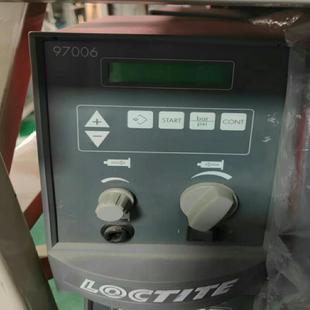 97006
+
START
bar
psi
CONT
−
LOCTITE